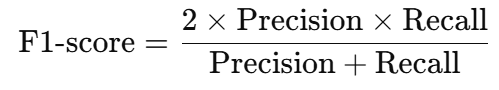 F1-score = 2 × Precision × Recall / Precision + Recall